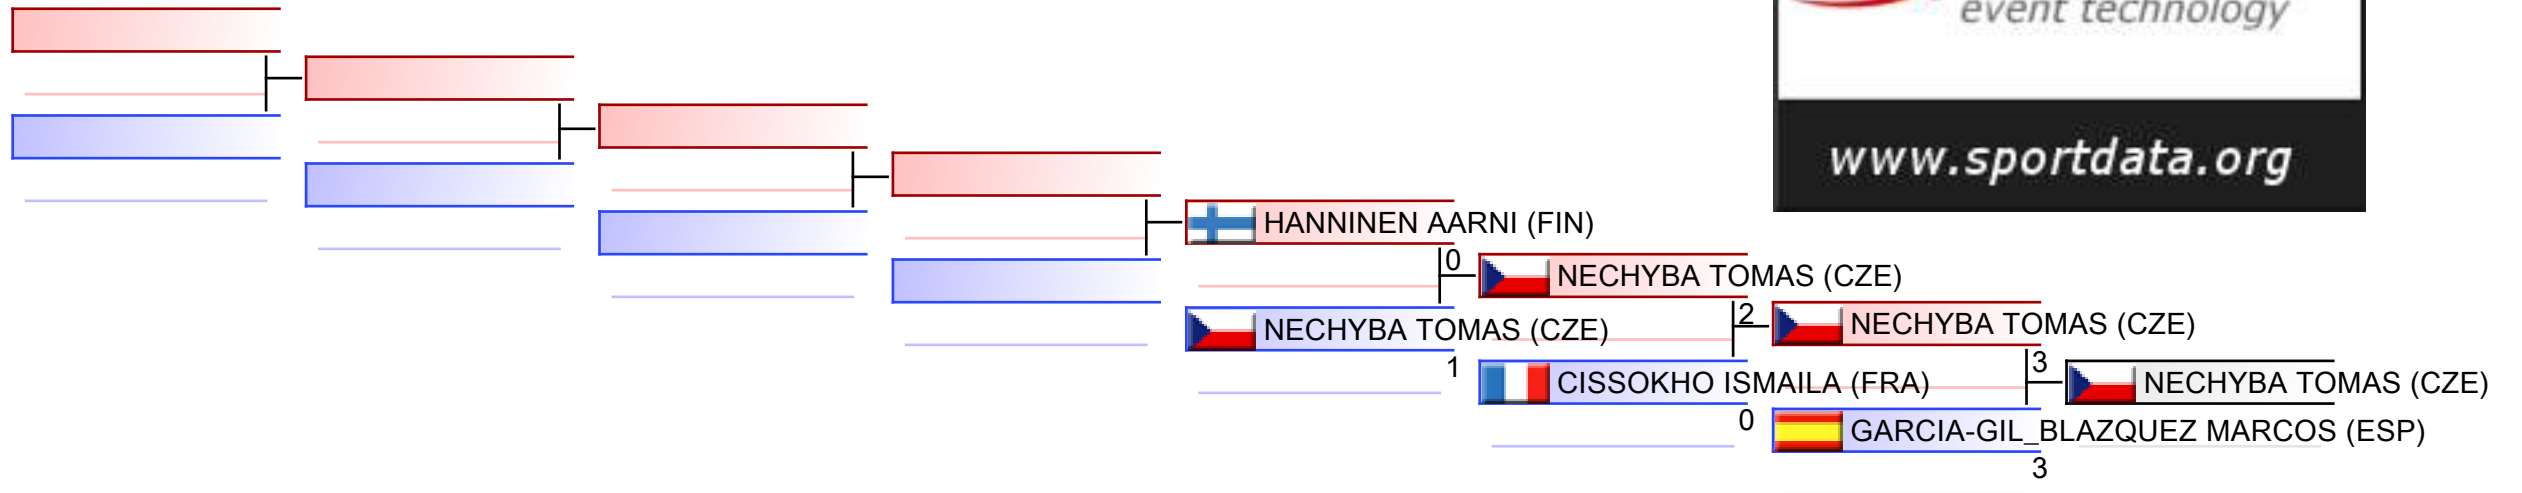 event technology
www.sportdata.org
HANNINEN AARNI (FIN)
0
NECHYBA TOMAS (CZE)
NECHYBA TOMAS (CZE)
1
2
NECHYBA TOMAS (CZE)
CISSOKHO ISMAILA (FRA)
0
3
NECHYBA TOMAS (CZE)
GARCIA-GIL_BLAZQUEZ MARCOS (ESP)
3